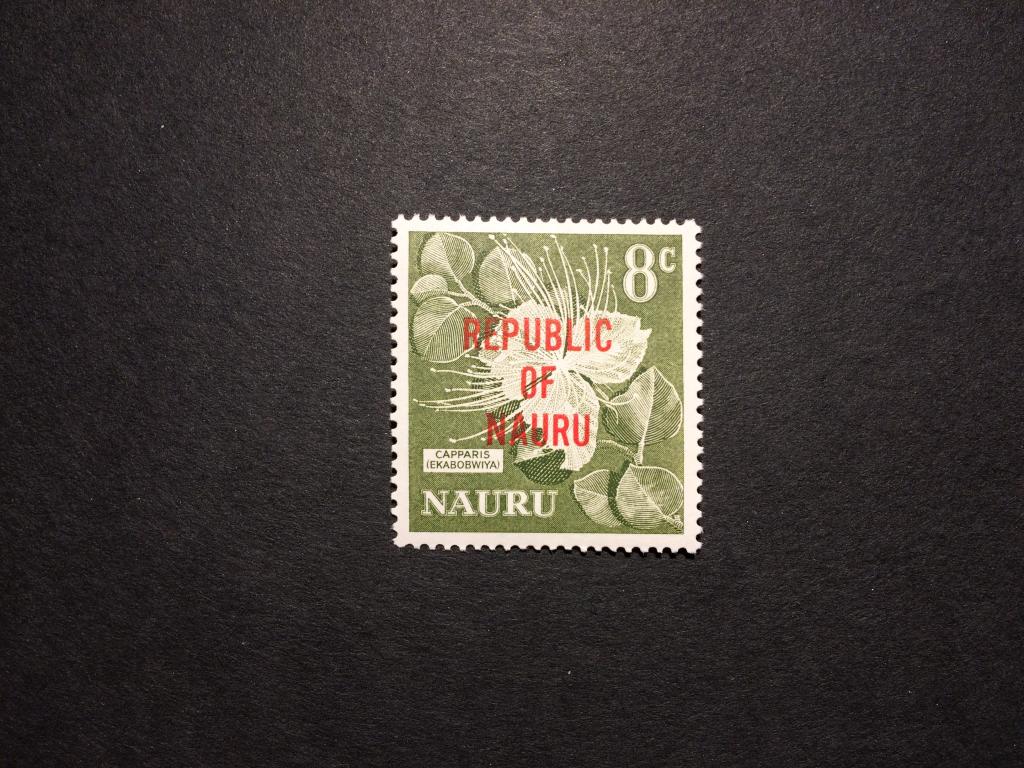 8c
REPUBLIC
OF
NAURU
CAPPARIS
(EKABOBWIYA)
NAURU